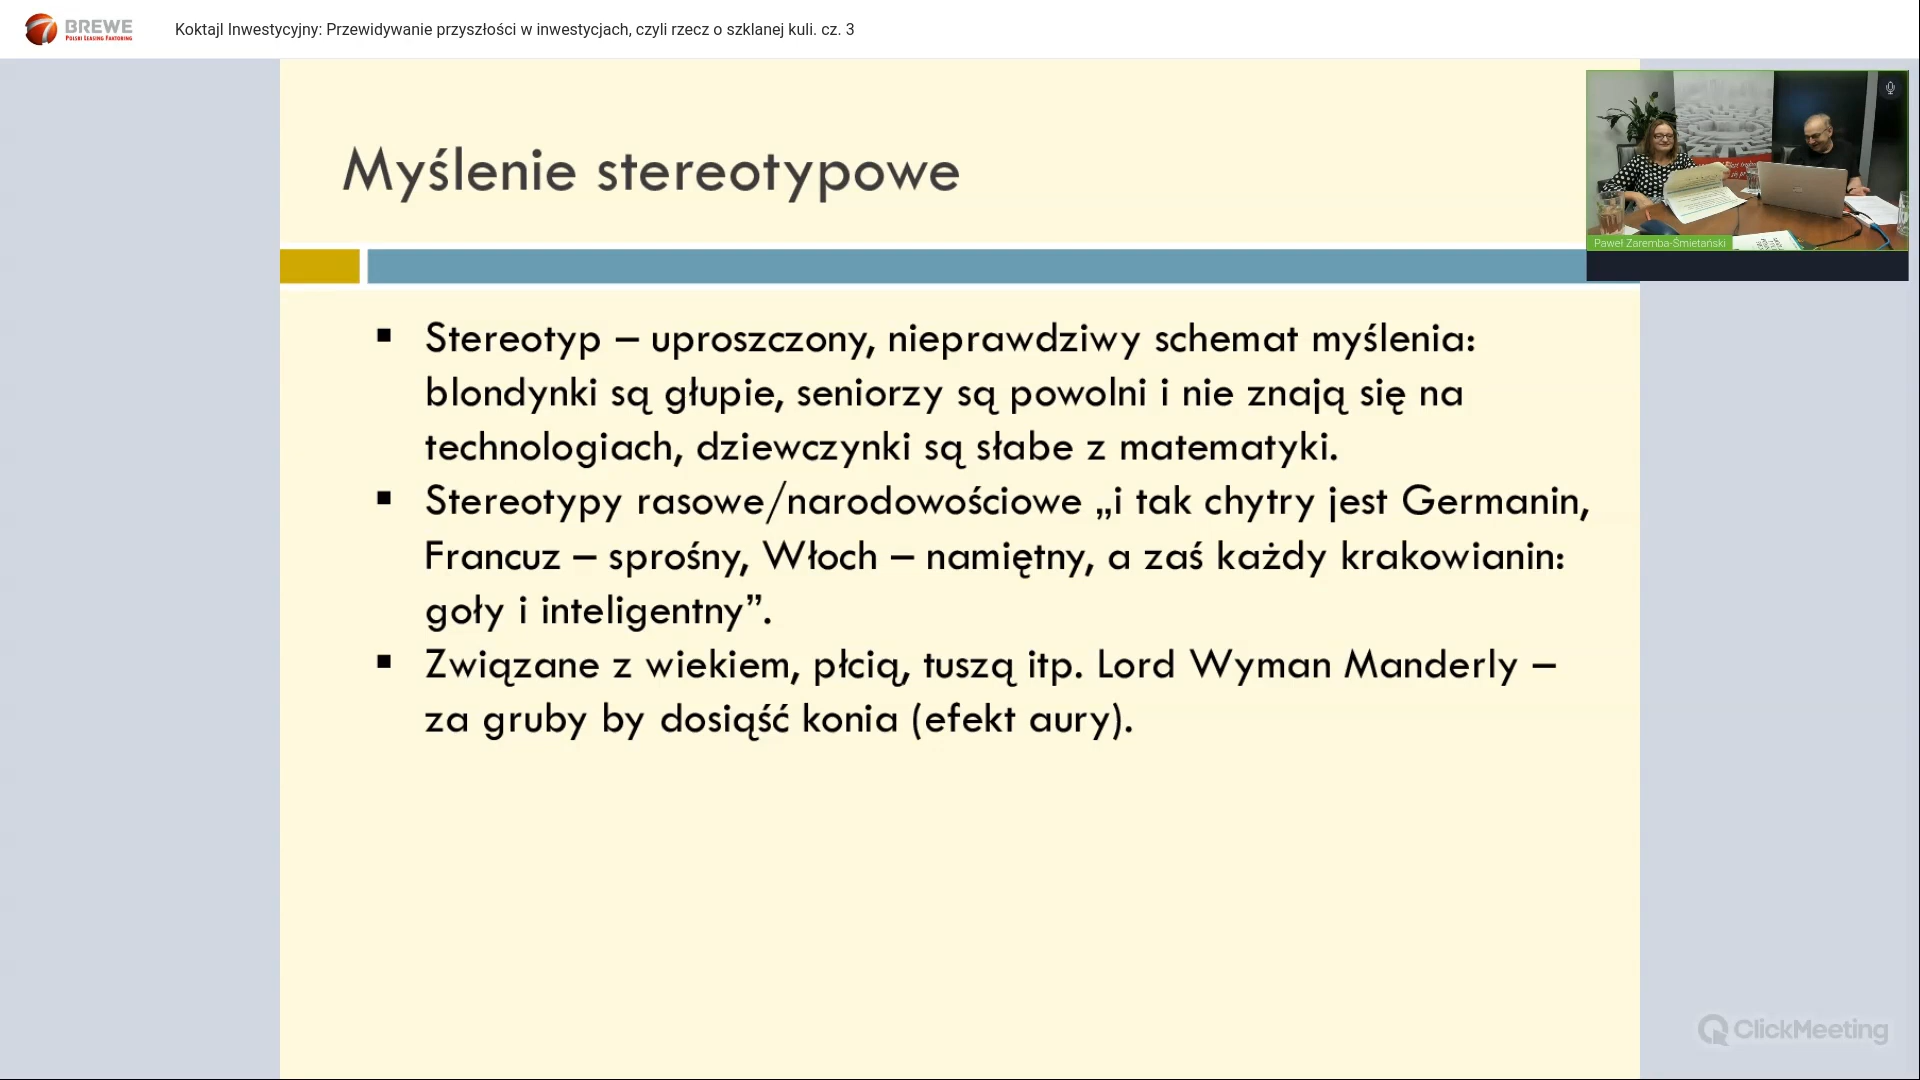 BREWE
POLSKI LEASING FAKTORING
Koktajl Inwestycyjny: Przewidywanie przyszłości w inwestycjach, czyli rzecz o szklanej kuli. cz. 3
Myślenie stereotypowe
Paweł Zaremba-Śmietański
▪ Stereotyp – uproszczony, nieprawdziwy schemat myślenia:
blondynki są głupie, seniorzy są powolni i nie znają się na
technologiach, dziewczynki są słabe z matematyki.
▪ Stereotypy rasowe/narodowościowe „i tak chytry jest Germanin,
Francuz – sprośny, Włoch – namiętny, a zaś każdy krakowianin:
goły i inteligentny”.
▪ Związane z wiekiem, płcią, tuszą itp. Lord Wyman Manderly –
za gruby by dosiąść konia (efekt aury).
ClickMeeting